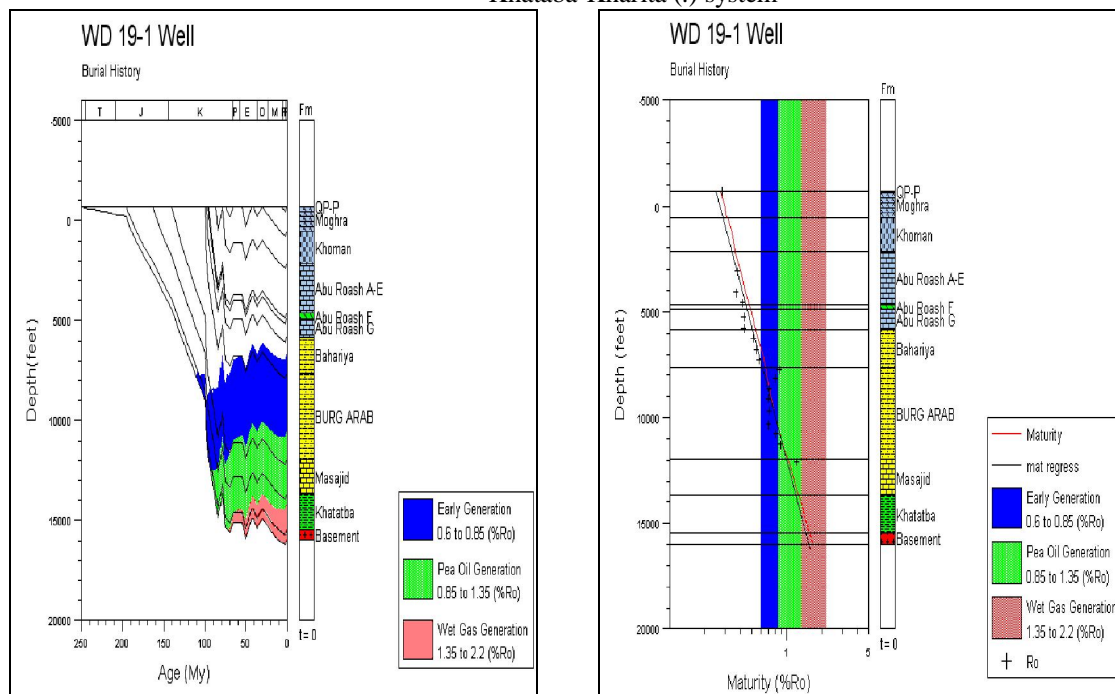 Khataba-Kharita (.) system
WD 19-1 Well
Burial History
T J K P E O M
Fm
-5000
0
5000
10000
15000
20000
Depth (feet)
QP-P
Moghra
Khoman
Abu Roash A-E
Abu Roash F
Abu Roash G
Bahariya
BURG ARAB
Masajid
Khatatba
Basement
t = 0
250 200 150 100 50 0
Age (My)
Early Generation
0.6 to 0.85 (%Ro)
Pea Oil Generation
0.85 to 1.35 (%Ro)
Wet Gas Generation
1.35 to 2.2 (%Ro)
WD 19-1 Well
Burial History
Fm
-5000
0
5000
10000
15000
20000
Depth (feet)
QP-P
Moghra
Khoman
Abu Roash A-E
Abu Roash F
Abu Roash G
Bahariya
BURG ARAB
Masajid
Khatatba
Basement
t = 0
1 5
Maturity (%Ro)
Maturity
mat regress
Early Generation
0.6 to 0.85 (%Ro)
Pea Oil Generation
0.85 to 1.35 (%Ro)
Wet Gas Generation
1.35 to 2.2 (%Ro)
Ro